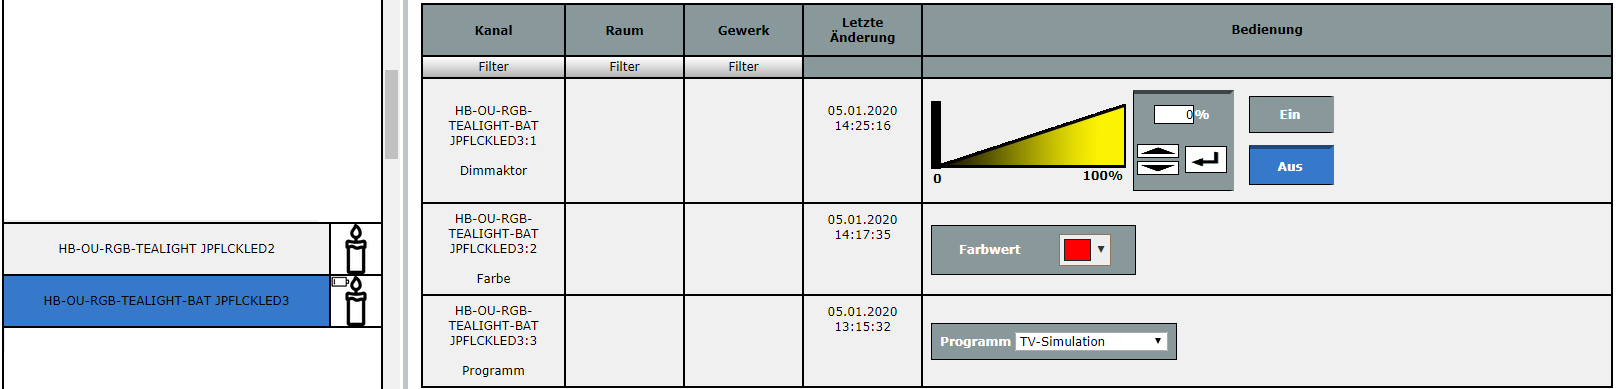 HB-OU-RGB-TEALIGHT JPFLCKLED2
HB-OU-RGB-TEALIGHT-BAT JPFLCKLED3
Kanal
Raum
Gewerk
Letzte
Änderung
Bedienung
Filter
Filter
Filter
HB-OU-RGB-
TEALIGHT-BAT
JPFLCKLED3:1
Dimmaktor
05.01.2020
14:25:16
0
100%
0%
Ein
Aus
HB-OU-RGB-
TEALIGHT-BAT
JPFLCKLED3:2
Farbe
05.01.2020
14:17:35
Farbwert
HB-OU-RGB-
TEALIGHT-BAT
JPFLCKLED3:3
Programm
05.01.2020
13:15:32
Programm TV-Simulation